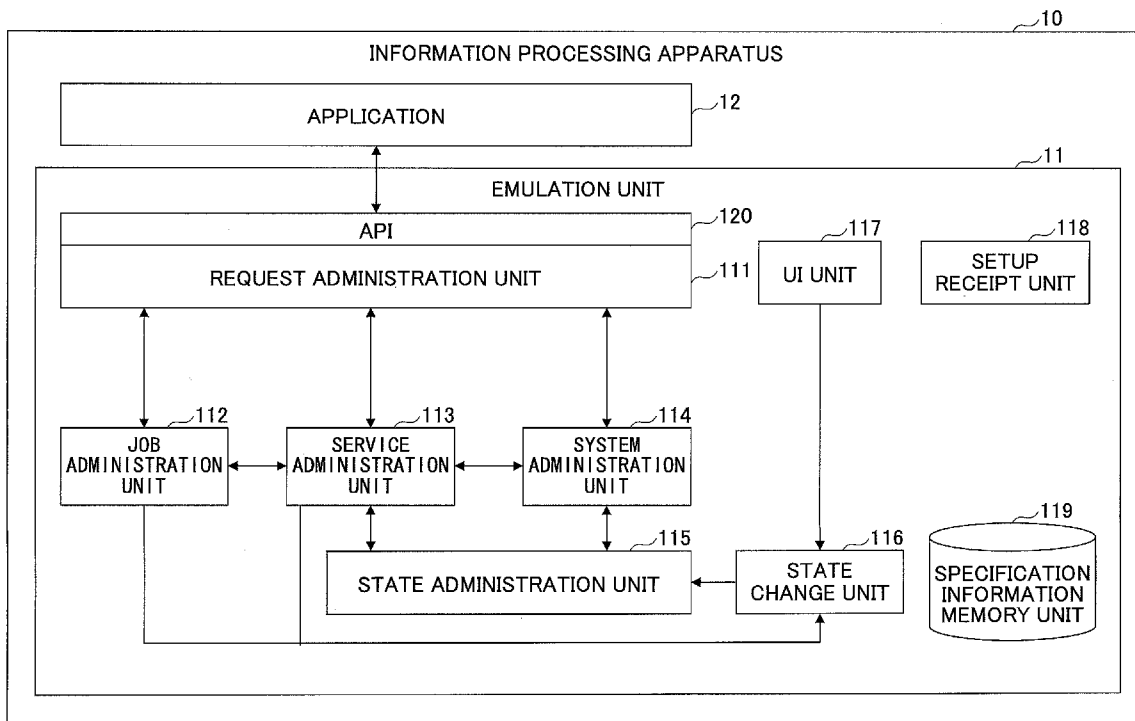 10
INFORMATION PROCESSING APPARATUS
12
APPLICATION
11
EMULATION UNIT
120
API
117
118
REQUEST ADMINISTRATION UNIT
111
UI UNIT
SETUP
RECEIPT UNIT
112
113
114
JOB
ADMINISTRATION
UNIT
SERVICE
ADMINISTRATION
UNIT
SYSTEM
ADMINISTRATION
UNIT
115
116
119
STATE ADMINISTRATION UNIT
STATE
CHANGE UNIT
SPECIFICATION
INFORMATION
MEMORY UNIT